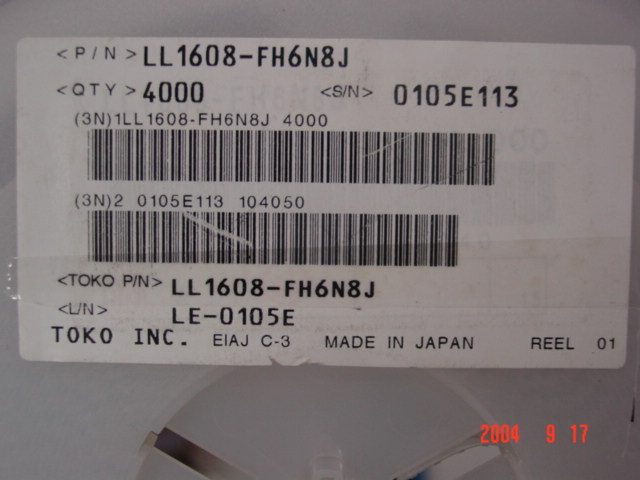 <P/N> LL1608-FH6N8J
<QTY> 4000 <S/N> 0105E113
(3N)1LL1608-FH6N8J 4000
(3N)2 0105E113 104050
<TOKO P/N> LL1608-FH6N8J
<L/N> LE-0105E
TOKO INC. EIAJ C-3 MADE IN JAPAN REEL 01
2004 9 17